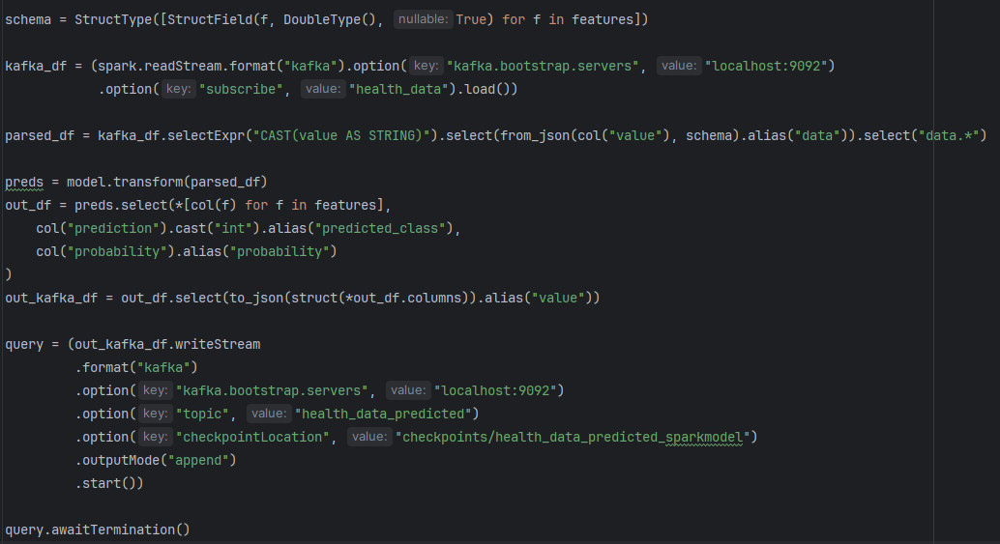 schema = StructType([StructField(f, DoubleType(), nullable: True) for f in features])
kafka_df = (spark.readStream.format("kafka").option( key: "kafka.bootstrap.servers", value: "localhost:9092")
.option( key: "subscribe", value: "health_data").load())
parsed_df = kafka_df.selectExpr("CAST(value AS STRING)").select(from_json(col("value"), schema).alias("data")).select("data.*")
preds = model.transform(parsed_df)
out_df = preds.select(*[col(f) for f in features],
col("prediction").cast("int").alias("predicted_class"),
col("probability").alias("probability")
)
out_kafka_df = out_df.select(to_json(struct(*out_df.columns)).alias("value"))
query = (out_kafka_df.writeStream
.format("kafka")
.option( key: "kafka.bootstrap.servers", value: "localhost:9092")
.option( key: "topic", value: "health_data_predicted")
.option( key: "checkpointLocation", value: "checkpoints/health_data_predicted_sparkmodel")
.outputMode("append")
.start())
query.awaitTermination()